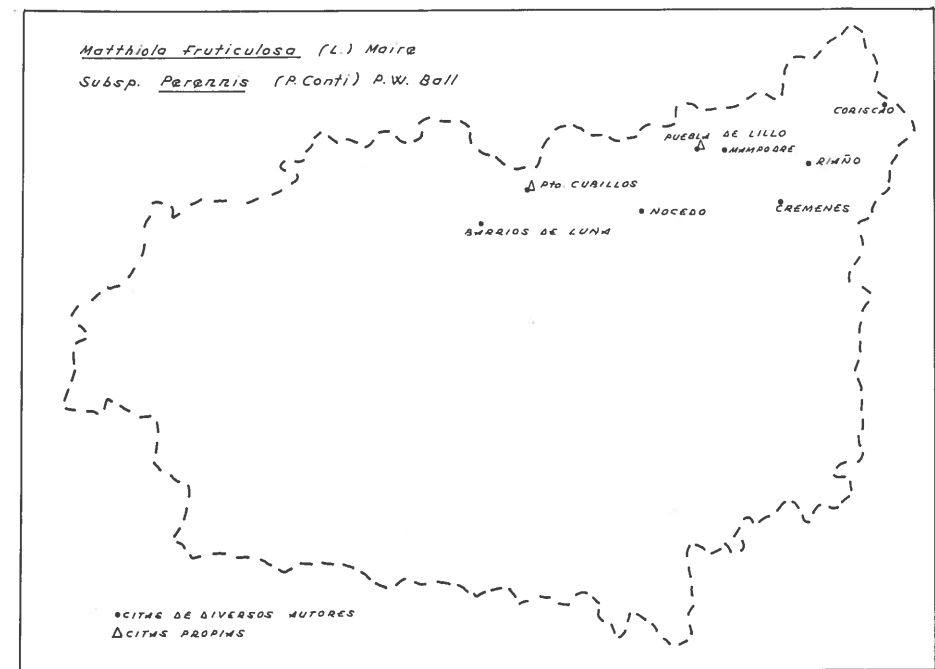 Matthiola Fruticulosa (L.) Maire
Subsp. Perennis (P. Conti) P.W. Ball
CORISCAO
PUEBLA DE LILLO
MAMPODRE
RIAÑO
Pto. CUBILLOS
NOCEDO
CREMENES
BARRIOS DE LUNA
•CITAS DE DIVERSOS AUTORES
△CITAS PROPIAS